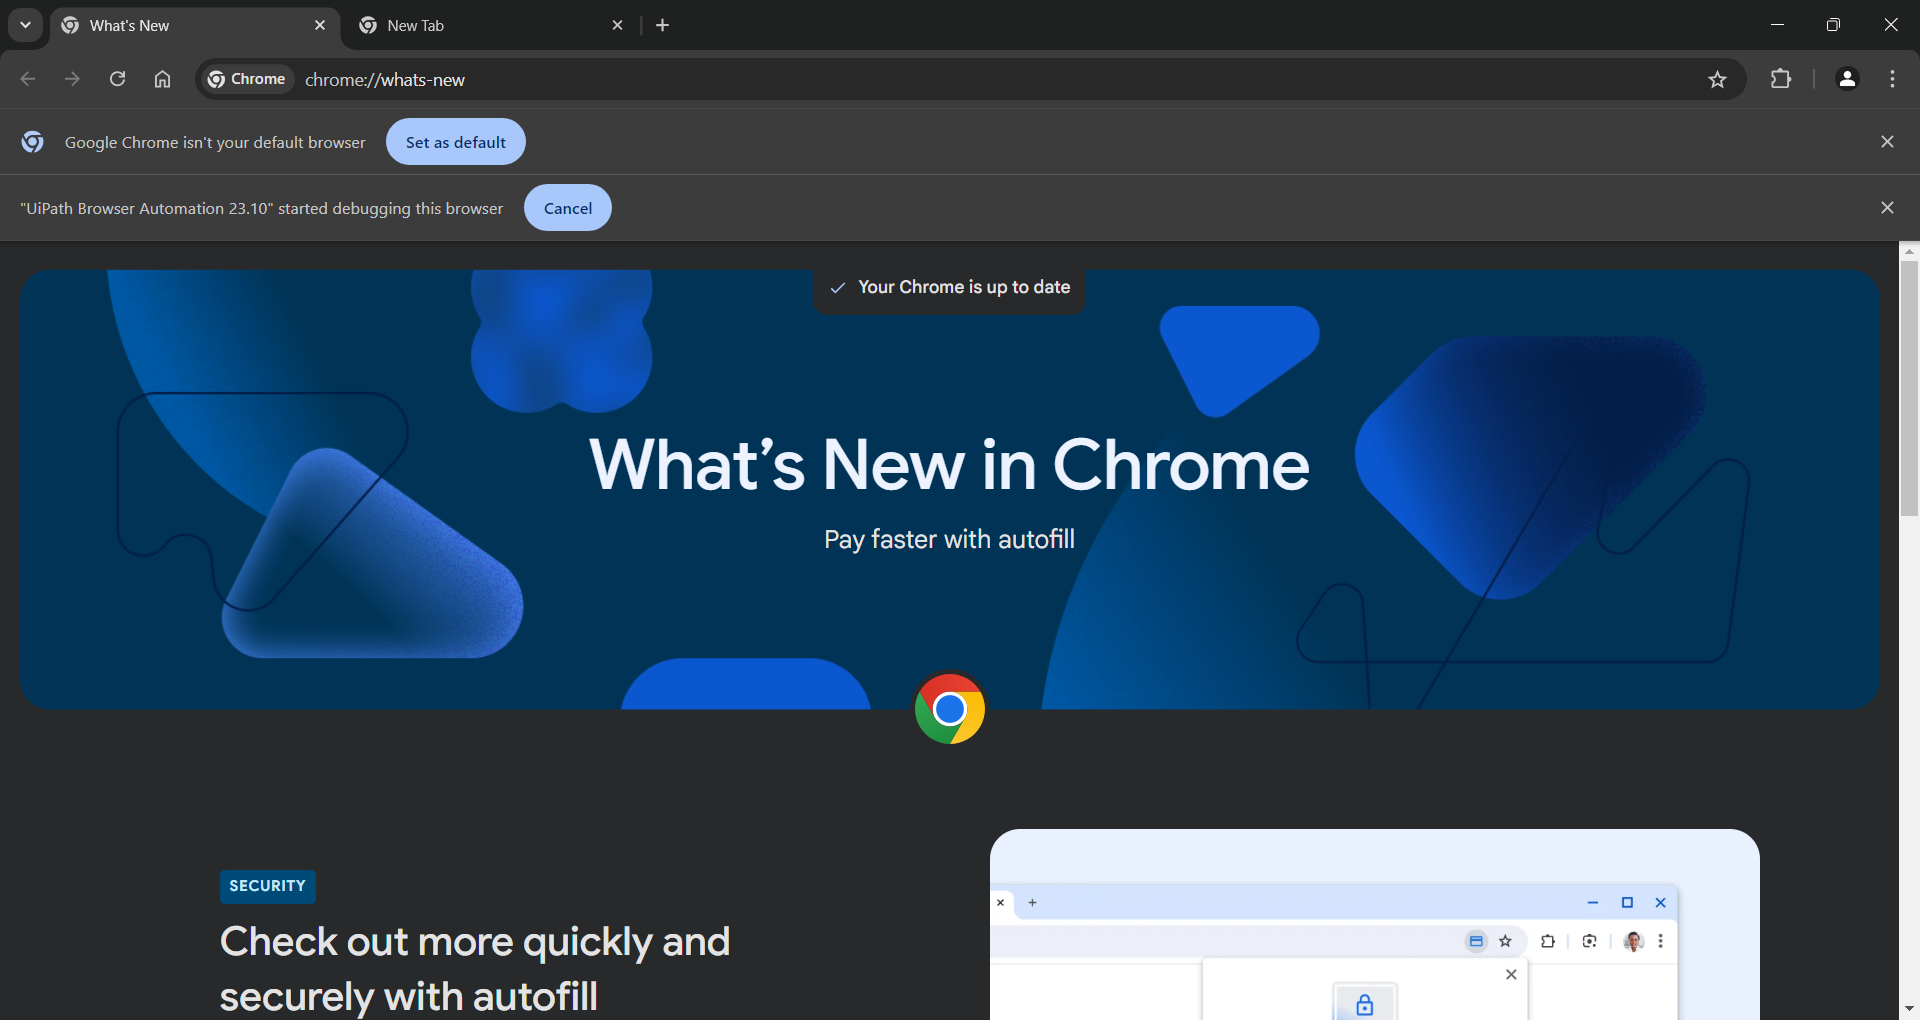 What's New
New Tab
Chrome
chrome://whats-new
Google Chrome isn't your default browser
Set as default
"UiPath Browser Automation 23.10" started debugging this browser
Cancel
Your Chrome is up to date
What's New in Chrome
Pay faster with autofill
SECURITY
Check out more quickly and
securely with autofill